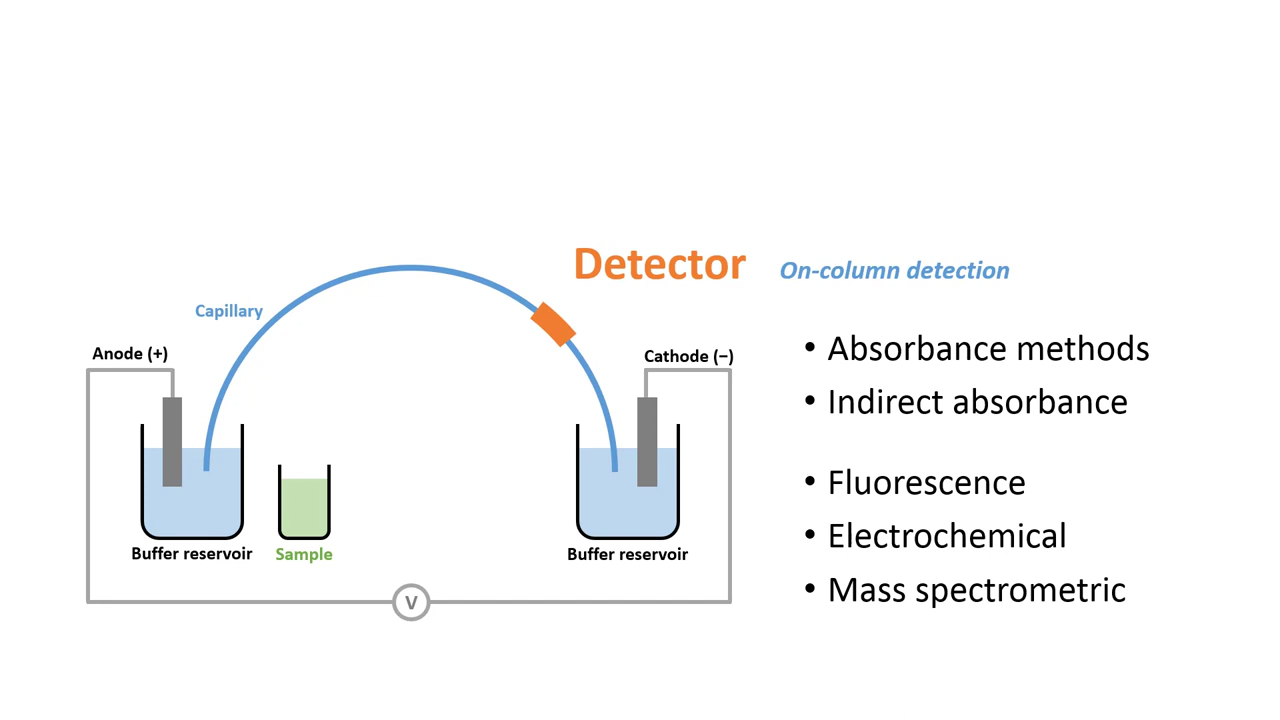 Detector
On-column detection
Capillary
Anode (+)
Cathode (−)
• Absorbance methods
• Indirect absorbance
• Fluorescence
• Electrochemical
• Mass spectrometric
Buffer reservoir
Sample
Buffer reservoir
V